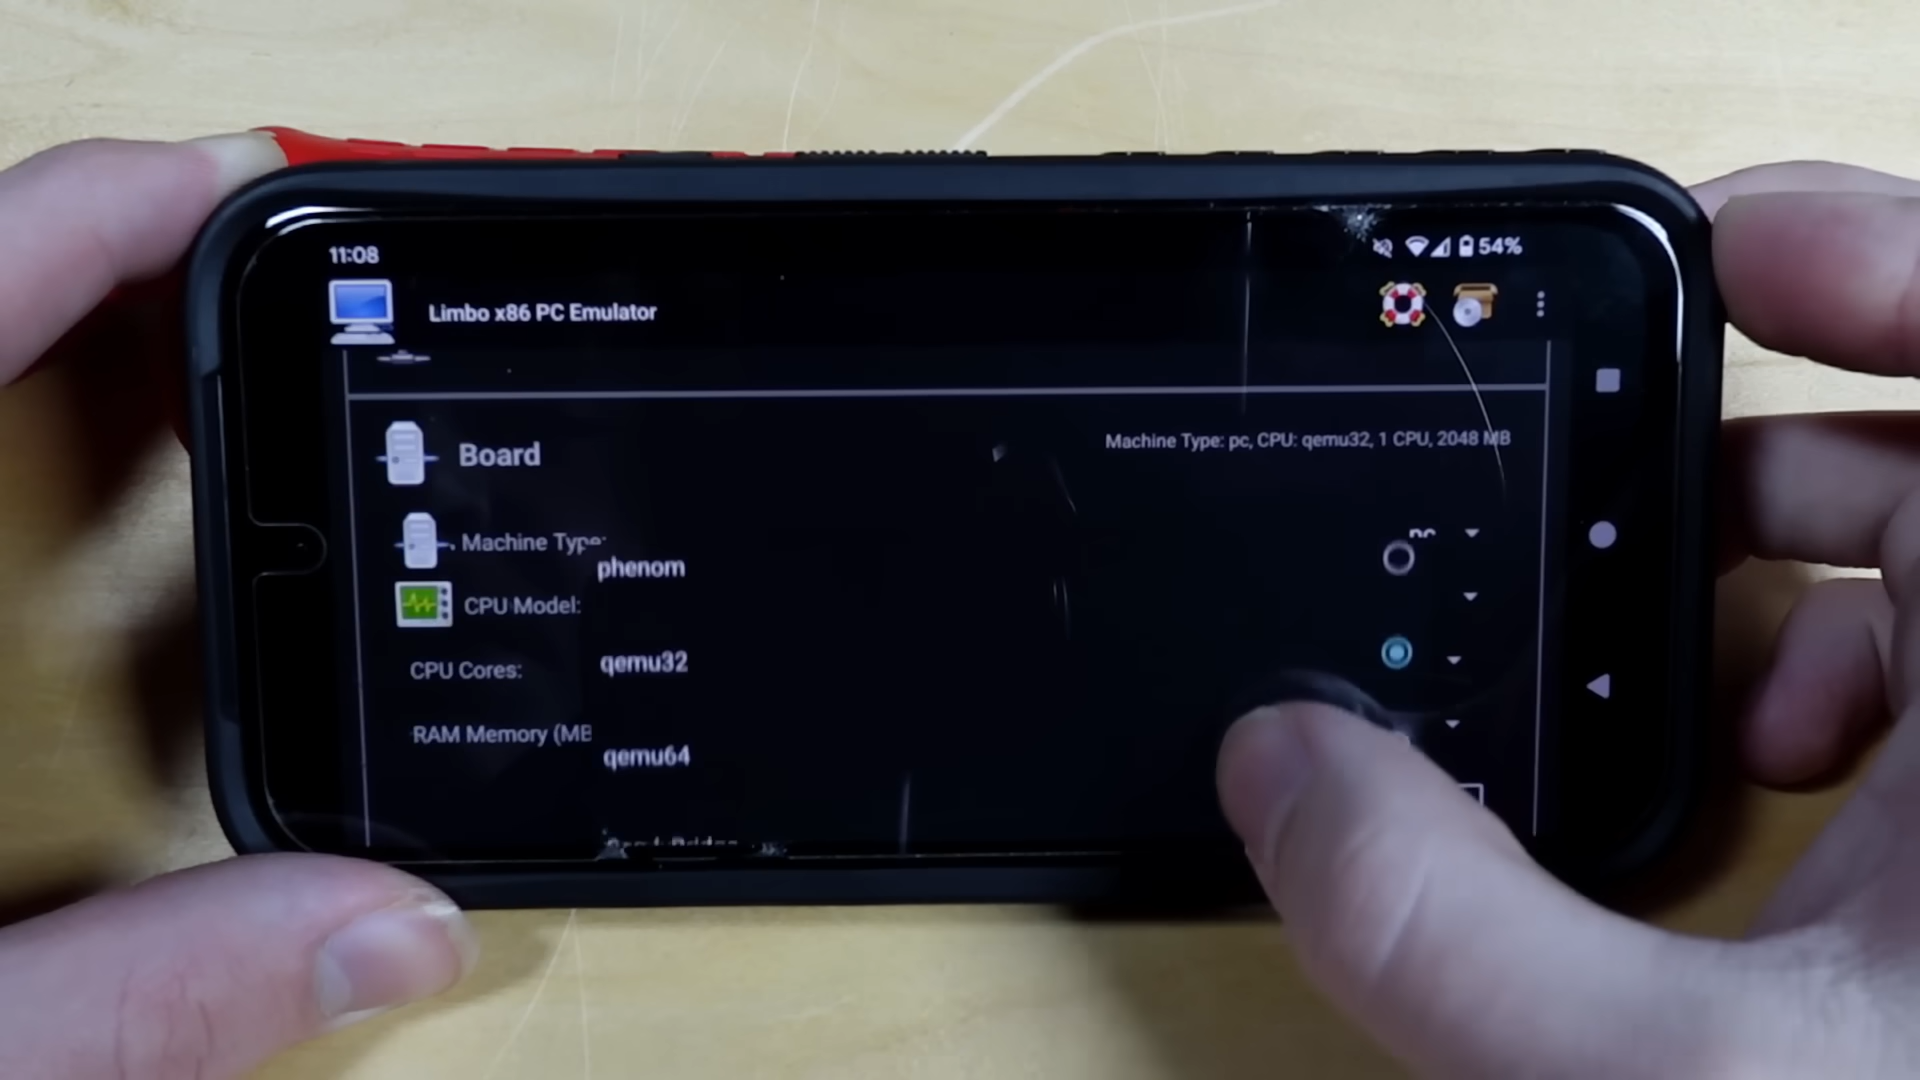 11:08
54%
Limbo x86 PC Emulator
Board
Machine Type: pc, CPU: qemu32, 1 CPU, 2048 MB
Machine Type:
phenom
CPU Model:
qemu32
CPU Cores:
RAM Memory (MB
qemu64